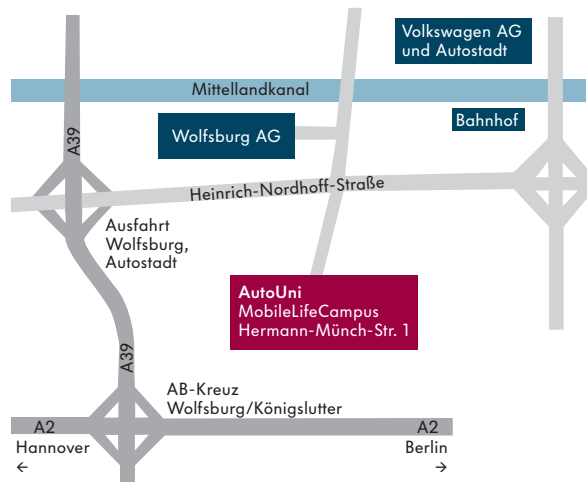 Volkswagen AG
und Autostadt
Mittellandkanal
Bahnhof
A39
Wolfsburg AG
Heinrich-Nordhoff-Straße
Ausfahrt
Wolfsburg,
Autostadt
AutoUni
MobileLifeCampus
Hermann-Münch-Str. 1
A39
AB-Kreuz
Wolfsburg/Königslutter
A2
A2
Hannover
←
Berlin
→